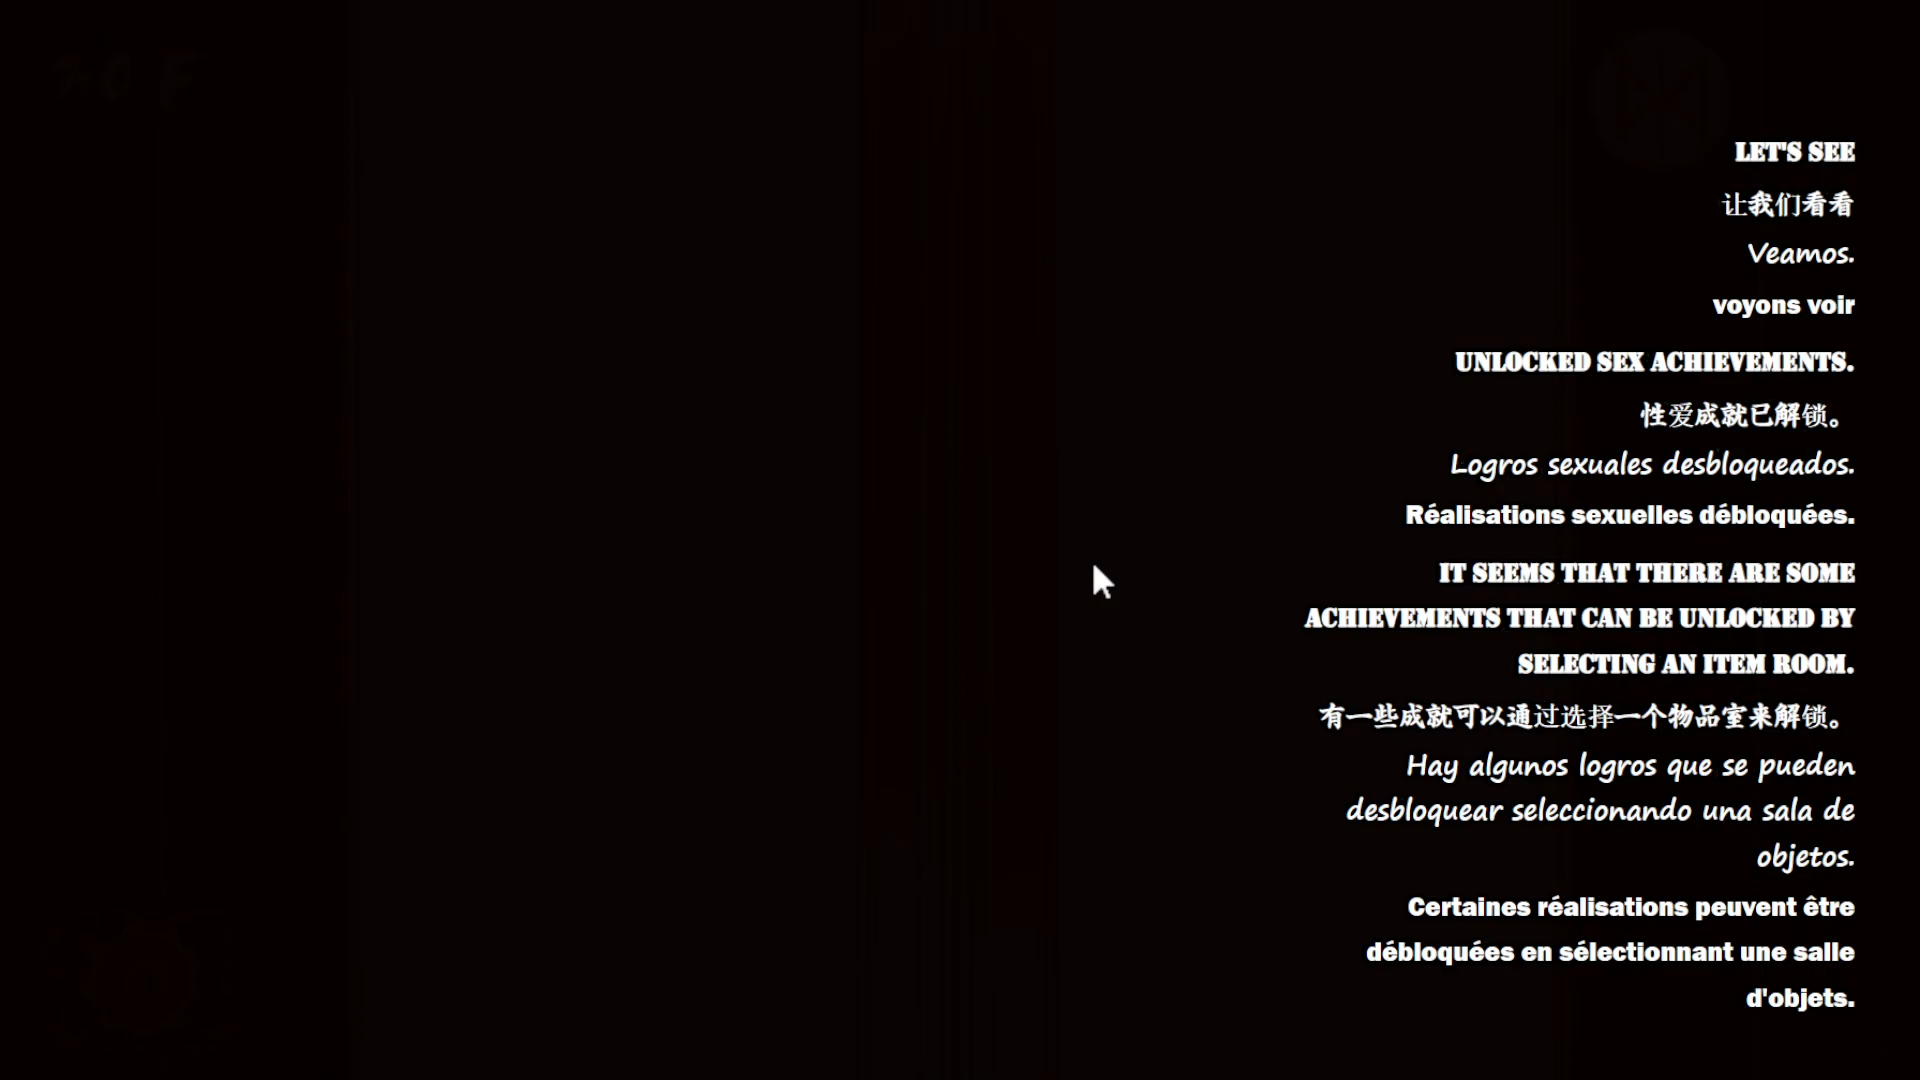 20 F
LET'S SEE
让我们看看
Veamos.
voyons voir
UNLOCKED SEX ACHIEVEMENTS.
性爱成就已解锁。
Logros sexuales desbloqueados.
Réalisations sexuelles débloquées.
IT SEEMS THAT THERE ARE SOME
ACHIEVEMENTS THAT CAN BE UNLOCKED BY
SELECTING AN ITEM ROOM.
有一些成就可以通过选择一个物品室来解锁。
Hay algunos logros que se pueden
desbloquear seleccionando una sala de
objetos.
Certaines réalisations peuvent être
débloquées en sélectionnant une salle
d'objets.